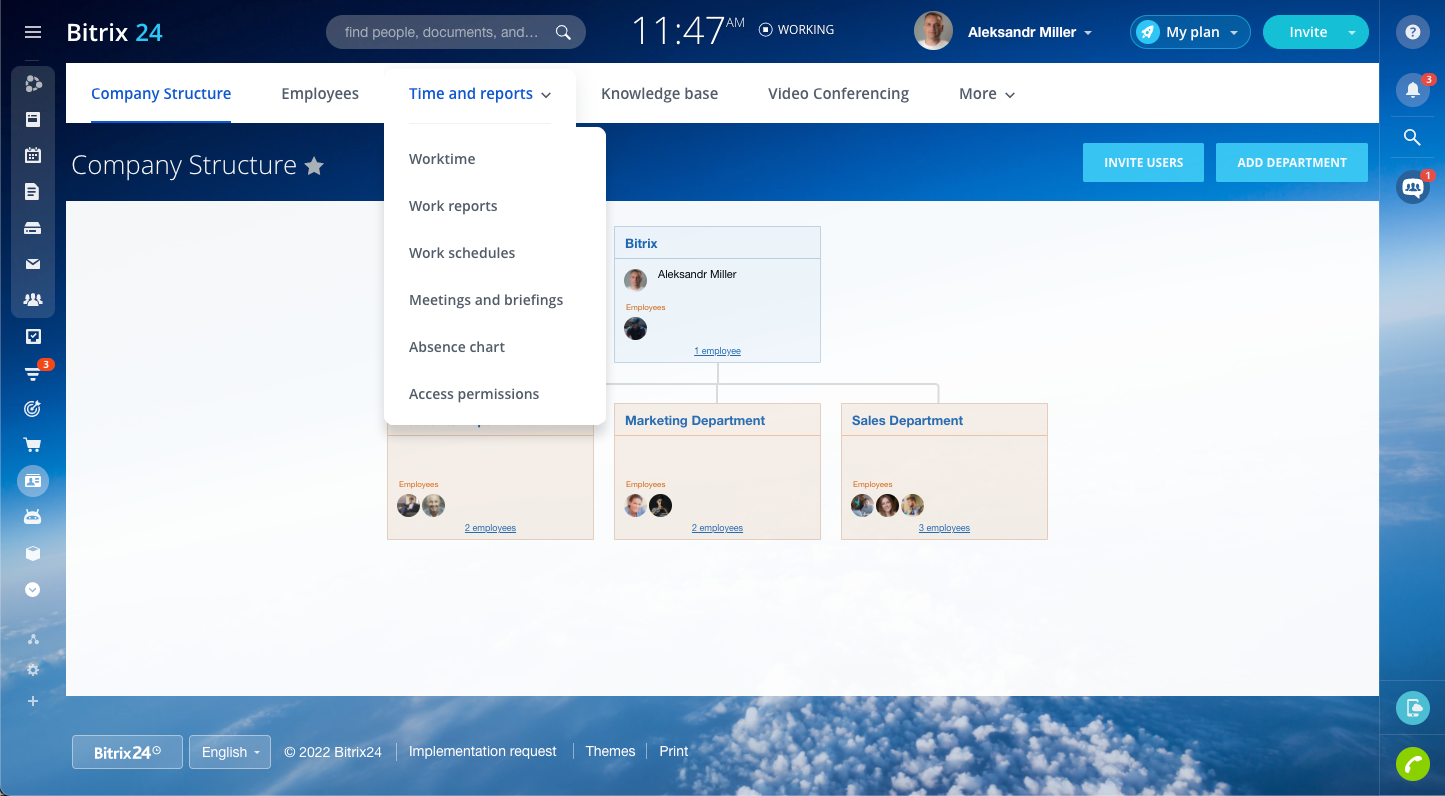 Bitrix 24
find people, documents, and...
11:47 AM
WORKING
Aleksandr Miller
My plan
Invite
?
3
1
Company Structure
Employees
Time and reports
Knowledge base
Video Conferencing
More
Worktime
Work reports
Work schedules
Meetings and briefings
Absence chart
Access permissions
Company Structure
INVITE USERS
ADD DEPARTMENT
3
Bitrix
Aleksandr Miller
Employees
1 employee
Employees
2 employees
Marketing Department
Employees
2 employees
Sales Department
Employees
3 employees
Bitrix24
English
© 2022 Bitrix24
Implementation request
Themes
Print